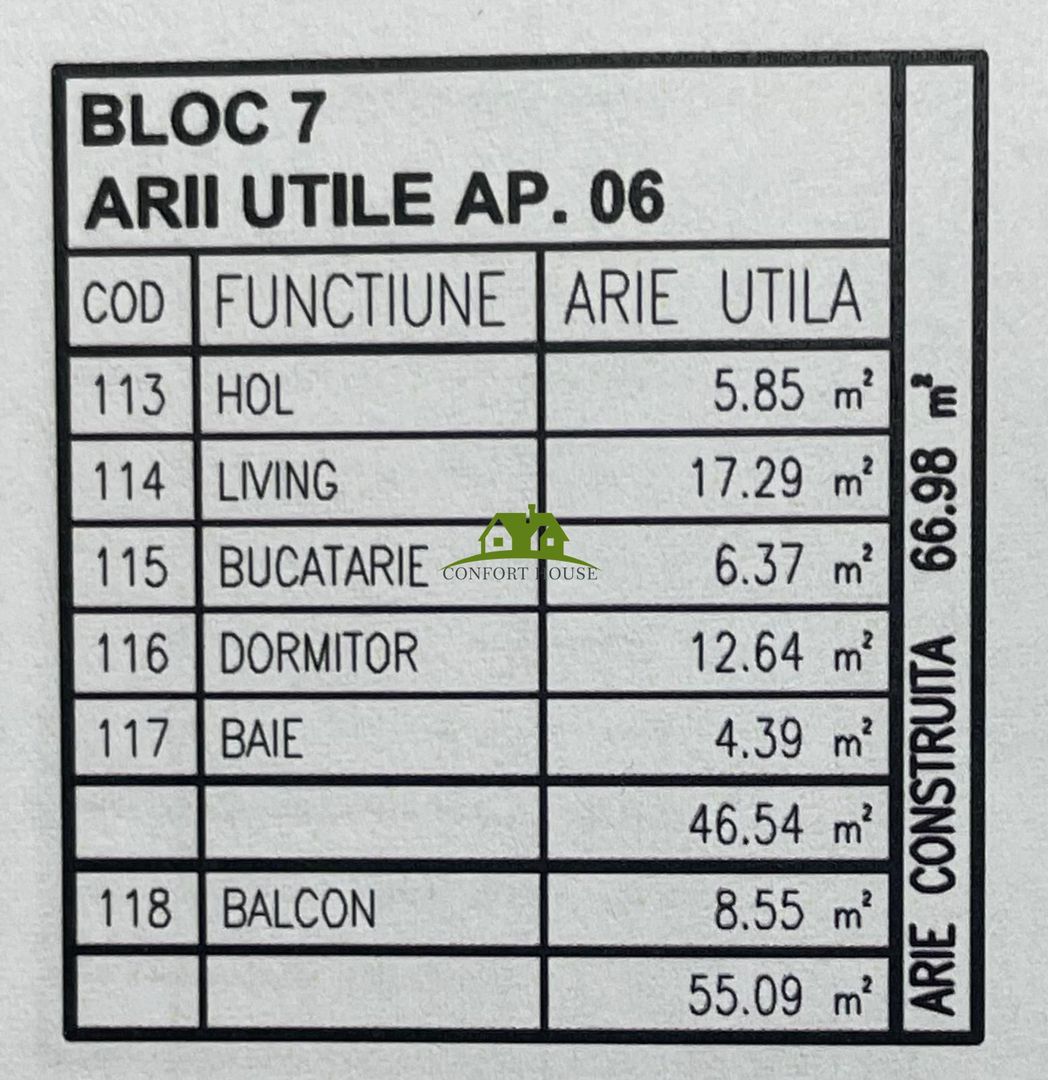 BLOC 7
ARII UTILE AP. 06
COD FUNCTIUNE ARIE UTILA
113 HOL 5.85 m²
114 LIVING 17.29 m²
115 BUCATARIE 6.37 m²
CONFORT HOUSE
116 DORMITOR 12.64 m²
117 BAIE 4.39 m²
46.54 m²
118 BALCON 8.55 m²
55.09 m²
ARIE CONSTRUITA 66.98 m²